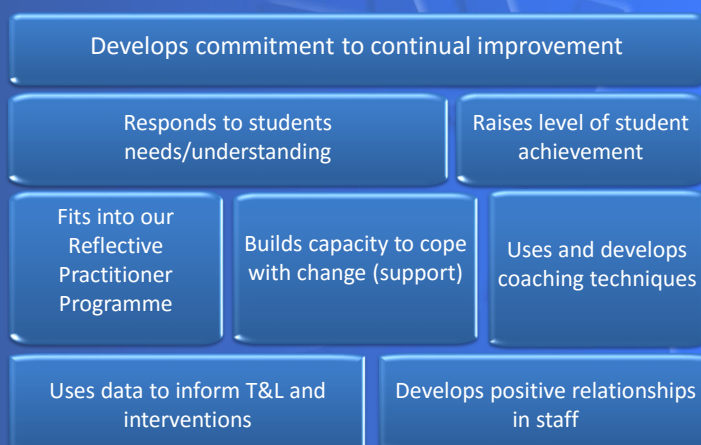 Develops commitment to continual improvement
Responds to students
needs/understanding
Raises level of student
achievement
Fits into our
Reflective
Practitioner
Programme
Builds capacity to cope
with change (support)
Uses and develops
coaching techniques
Uses data to inform T&L and
interventions
Develops positive relationships
in staff